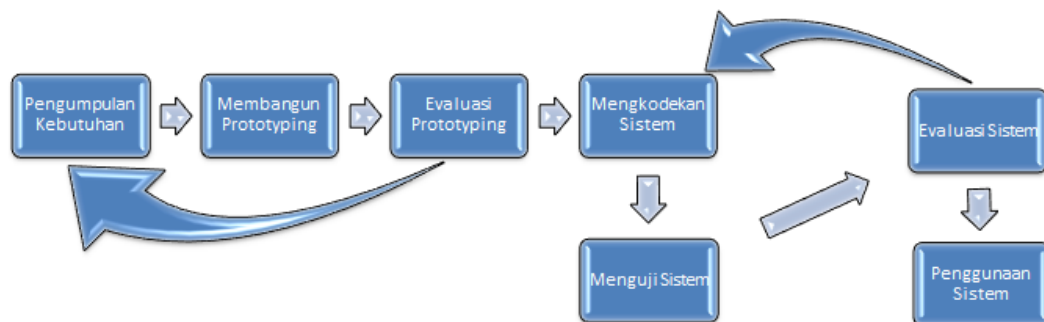 Pengumpulan
Kebutuhan
Membangun
Prototyping
Evaluasi
Prototyping
Mengkodekan
Sistem
Evaluasi Sistem
Menguji Sistem
Penggunaan
Sistem